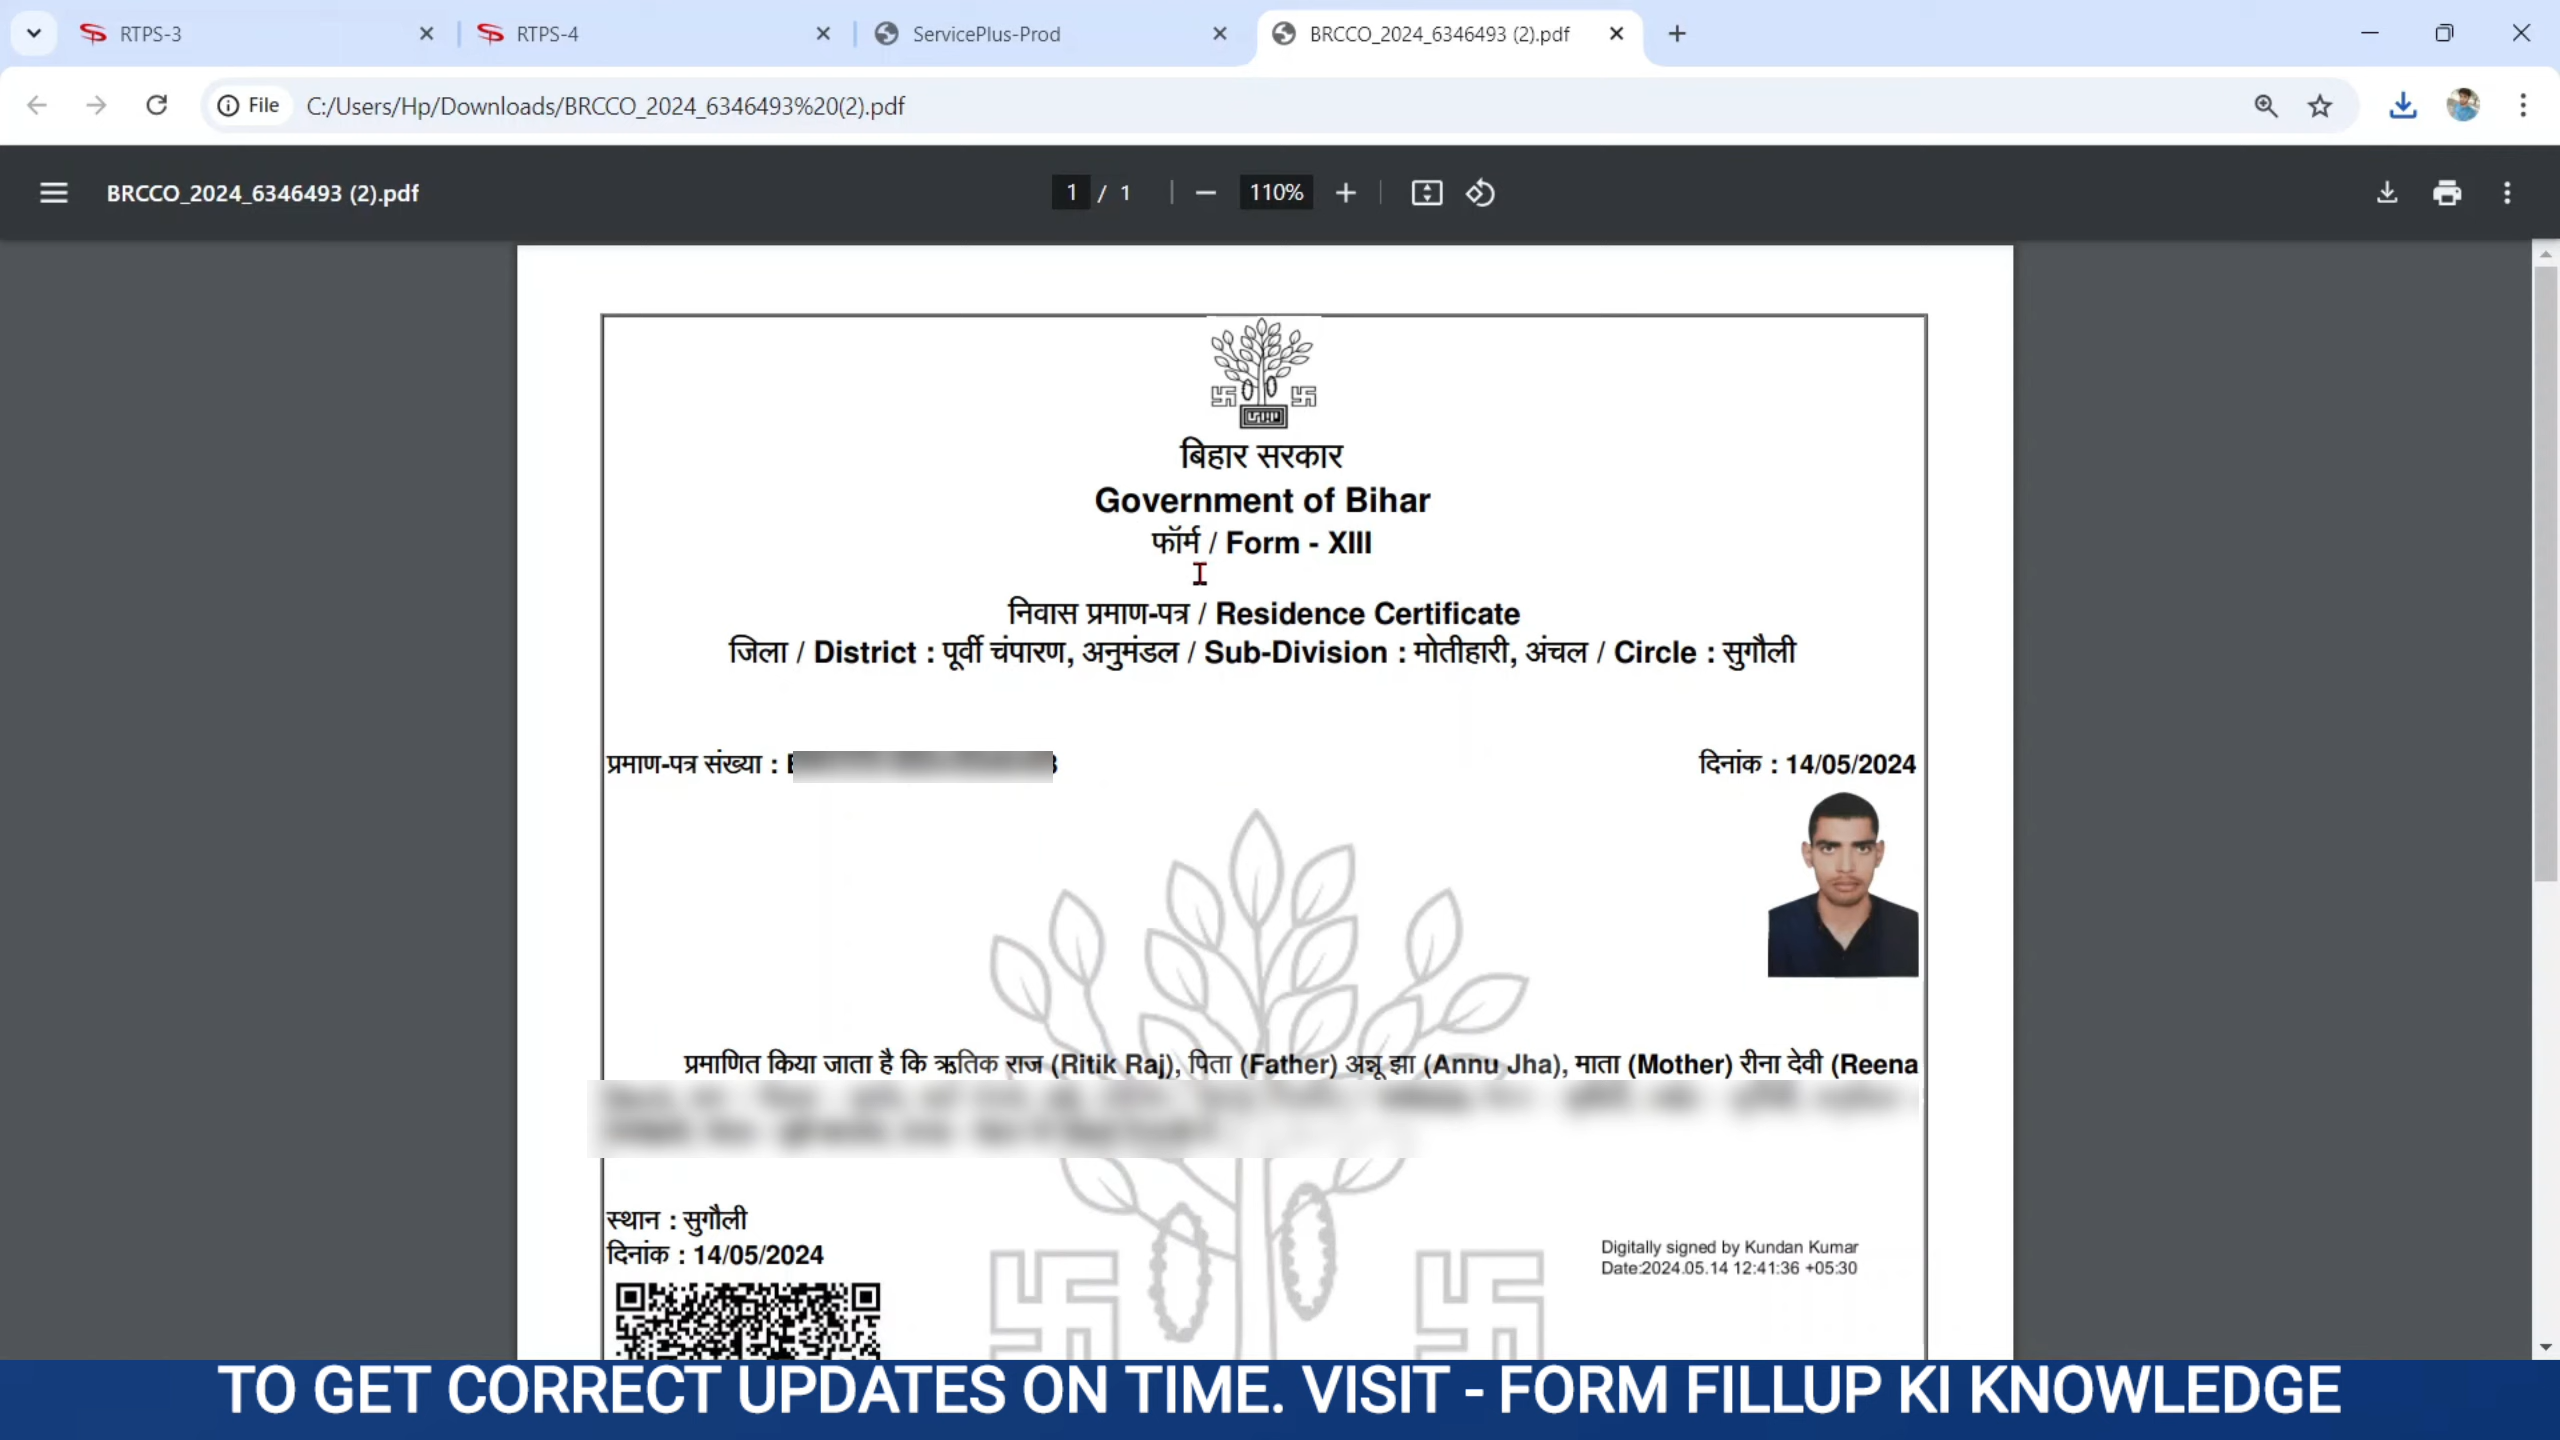 RTPS-3
RTPS-4
ServicePlus-Prod
BRCCO_2024_6346493 (2).pdf
File
C:/Users/Hp/Downloads/BRCCO_2024_6346493%20(2).pdf
BRCCO_2024_6346493 (2).pdf
1 / 1
110%
बिहार सरकार
Government of Bihar
फॉर्म / Form - XIII
निवास प्रमाण-पत्र / Residence Certificate
जिला / District : पूर्वी चंपारण, अनुमंडल / Sub-Division : मोतीहारी, अंचल / Circle : सुगौली
प्रमाण-पत्र संख्या :
दिनांक : 14/05/2024
प्रमाणित किया जाता है कि ऋतिक राज (Ritik Raj), पिता (Father) अन्नू झा (Annu Jha), माता (Mother) रीना देवी (Reena
स्थान : सुगौली
दिनांक : 14/05/2024
Digitally signed by Kundan Kumar
Date:2024.05.14 12:41:36 +05:30
TO GET CORRECT UPDATES ON TIME. VISIT - FORM FILLUP KI KNOWLEDGE